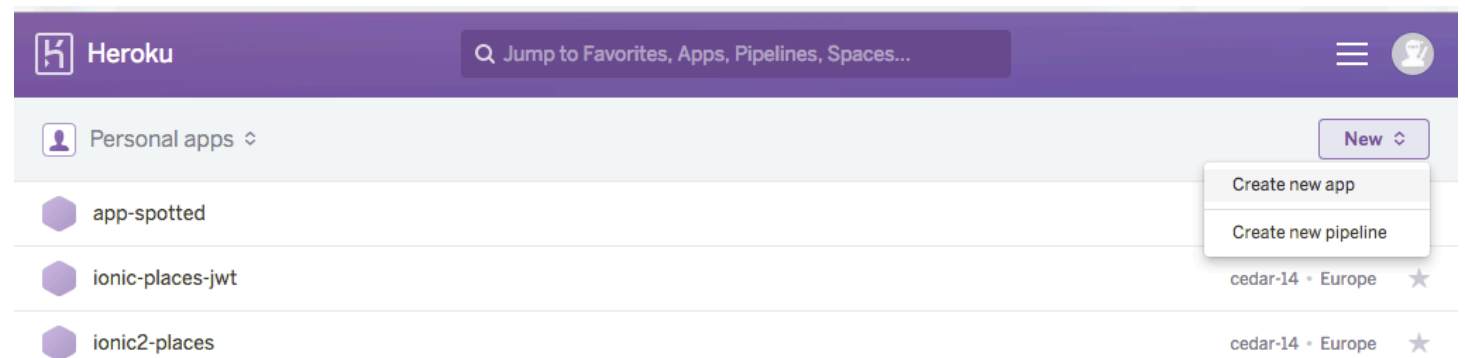 Heroku
Jump to Favorites, Apps, Pipelines, Spaces...
Personal apps
New
Create new app
Create new pipeline
app-spotted
ionic-places-jwt
cedar-14 • Europe
ionic2-places
cedar-14 • Europe